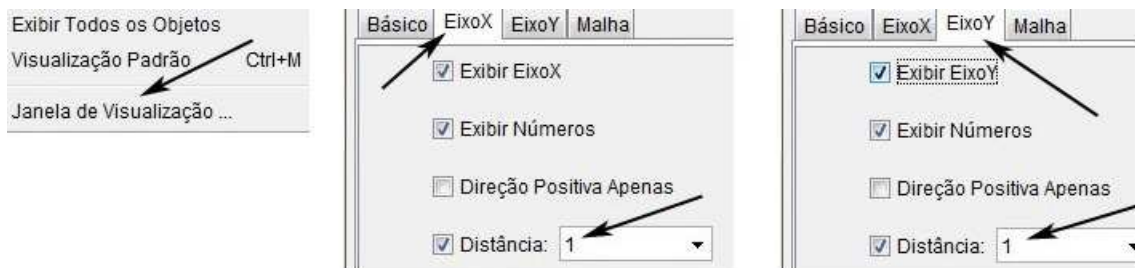 Exibir Todos os Objetos
Visualização Padrão Ctrl+M
Janela de Visualização ...
Básico EixoX EixoY Malha
Exibir EixoX
Exibir Números
Direção Positiva Apenas
Distância: 1
Básico EixoX EixoY Malha
Exibir EixoY
Exibir Números
Direção Positiva Apenas
Distância: 1